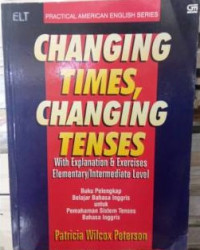 ELT
PRACTICAL AMERICAN ENGLISH SERIES
CHANGING
TIMES,
CHANGING
TENSES
With Explanation & Exercises
Elementary/Intermediate Level
Buku Pelengkap
Belajar Bahasa Inggris
untuk
Pemahaman Sistem Tenses
Bahasa Inggris
Patricia Wilcox Peterson